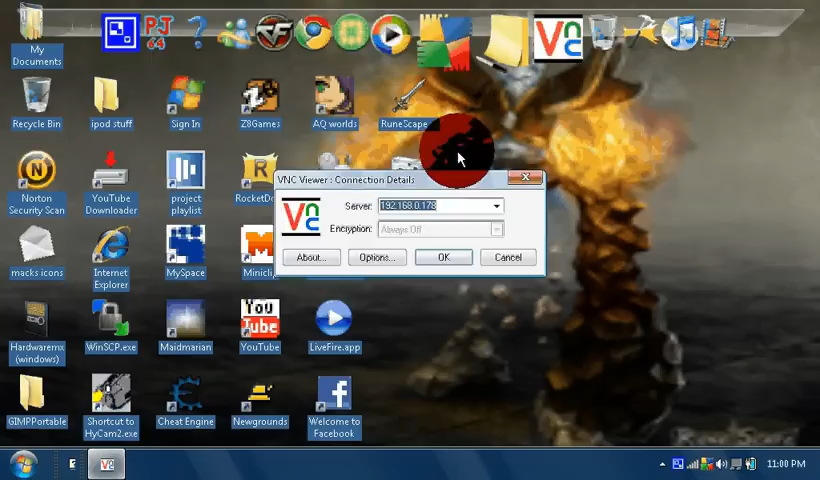 My
Documents
PJ
64
VNC
Recycle Bin
ipod stuff
Sign In
Z8Games
AQ worlds
RuneScape
Norton
Security Scan
YouTube
Downloader
project
playlist
VNC Viewer : Connection Details
Server:
192.168.0.178
Encryption:
Always Off
About...
Options...
OK
Cancel
macks icons
Internet
Explorer
MySpace
Hardwaremx
(windows)
WinSCP.exe
Maidmarian
You
Tube
YouTube
LiveFire.app
GIMPPortable
Shortcut to
HyCam2.exe
Cheat Engine
Newgrounds
Welcome to
Facebook
11:00 PM